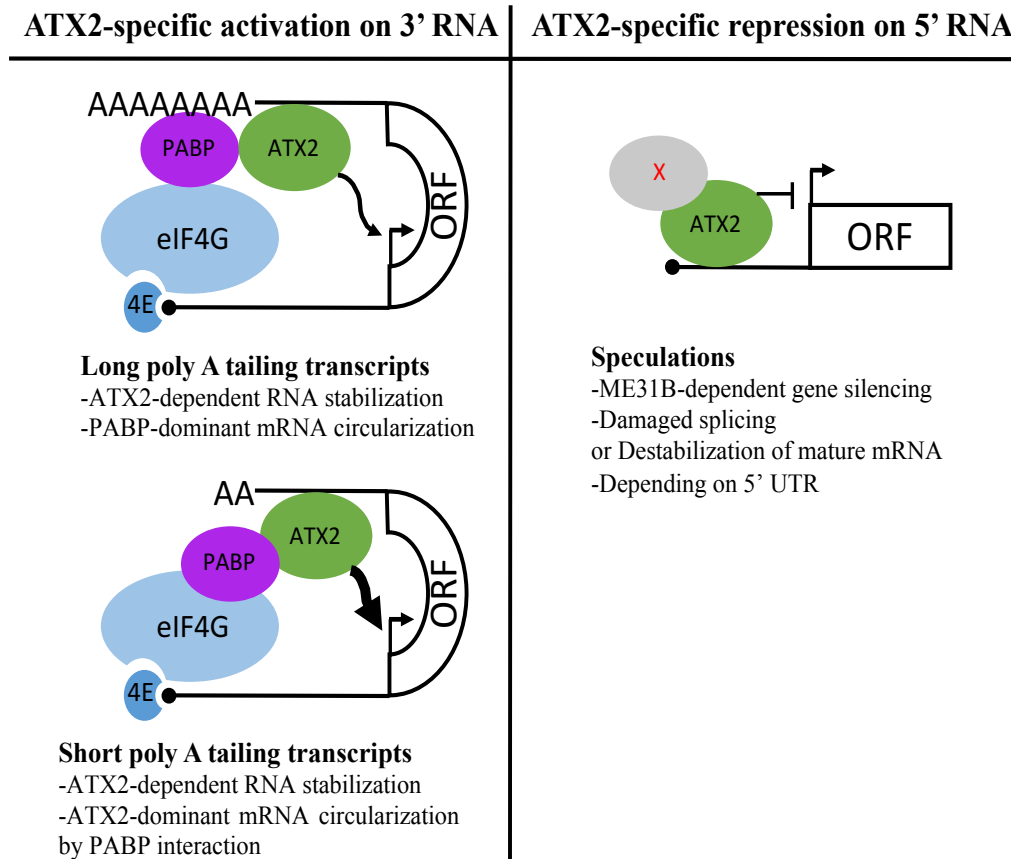 ATX2-specific activation on 3' RNA
AAAAAAAA
PABP
ATX2
eIF4G
ORF
4E
Long poly A tailing transcripts
-ATX2-dependent RNA stabilization
-PABP-dominant mRNA circularization
AA
ATX2
PABP
eIF4G
ORF
4E
Short poly A tailing transcripts
-ATX2-dependent RNA stabilization
-ATX2-dominant mRNA circularization
by PABP interaction
ATX2-specific repression on 5' RNA
X
ATX2
ORF
Speculations
-ME31B-dependent gene silencing
-Damaged splicing
or Destabilization of mature mRNA
-Depending on 5' UTR